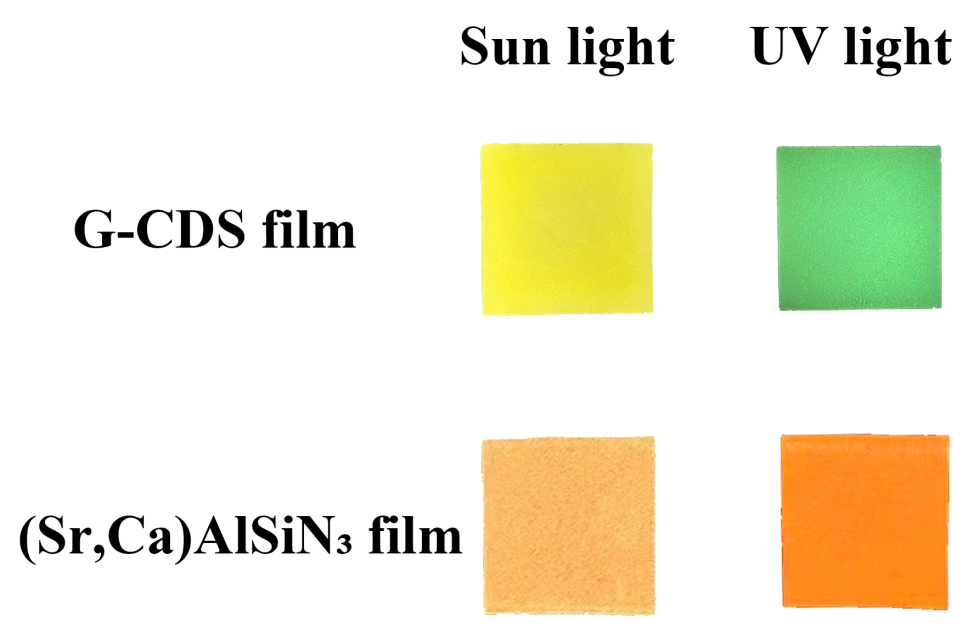 Sun light UV light
G-CDS film
(Sr,Ca)AlSiN₃ film